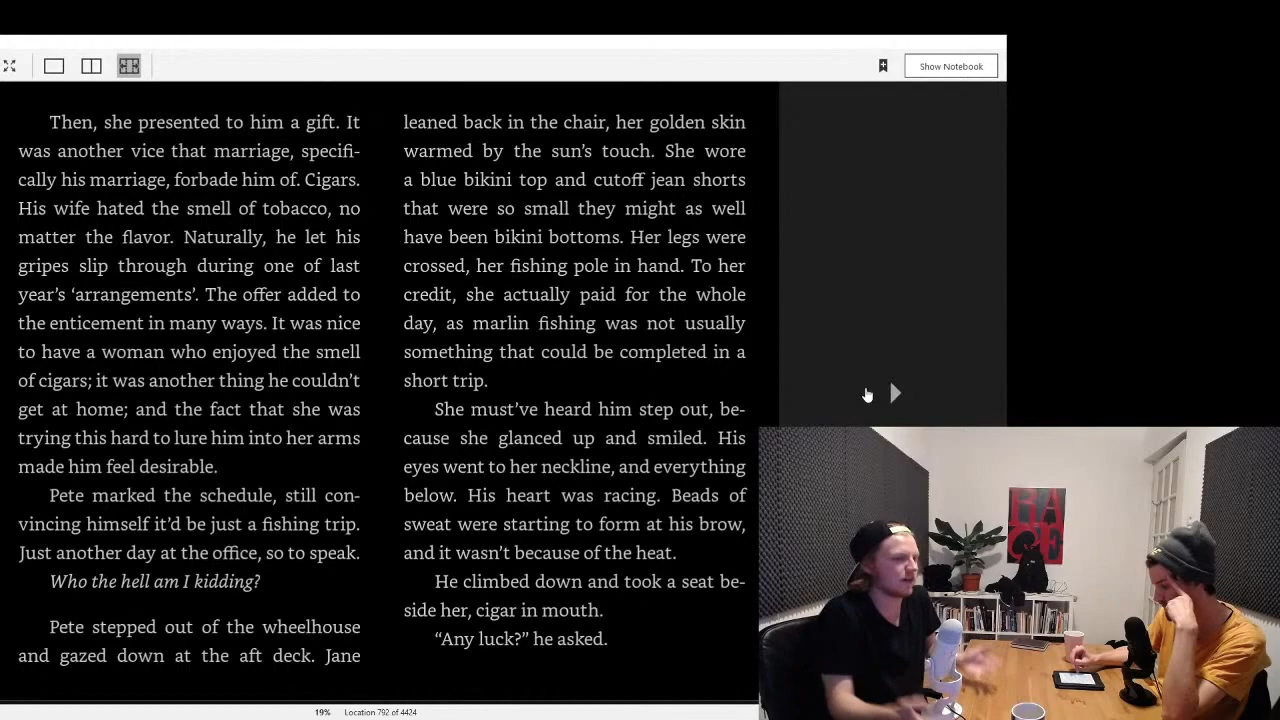 Show Notebook
Then, she presented to him a gift. It
was another vice that marriage, specifi-
cally his marriage, forbade him of. Cigars.
His wife hated the smell of tobacco, no
matter the flavor. Naturally, he let his
gripes slip through during one of last
year’s ‘arrangements’. The offer added to
the enticement in many ways. It was nice
to have a woman who enjoyed the smell
of cigars; it was another thing he couldn’t
get at home; and the fact that she was
trying this hard to lure him into her arms
made him feel desirable.
Pete marked the schedule, still con-
vincing himself it’d be just a fishing trip.
Just another day at the office, so to speak.
Who the hell am I kidding?
Pete stepped out of the wheelhouse
and gazed down at the aft deck. Jane
leaned back in the chair, her golden skin
warmed by the sun’s touch. She wore
a blue bikini top and cutoff jean shorts
that were so small they might as well
have been bikini bottoms. Her legs were
crossed, her fishing pole in hand. To her
credit, she actually paid for the whole
day, as marlin fishing was not usually
something that could be completed in a
short trip.
She must’ve heard him step out, be-
cause she glanced up and smiled. His
eyes went to her neckline, and everything
below. His heart was racing. Beads of
sweat were starting to form at his brow,
and it wasn’t because of the heat.
He climbed down and took a seat be-
side her, cigar in mouth.
“Any luck?” he asked.
19% Location 792 of 4424
RAGE